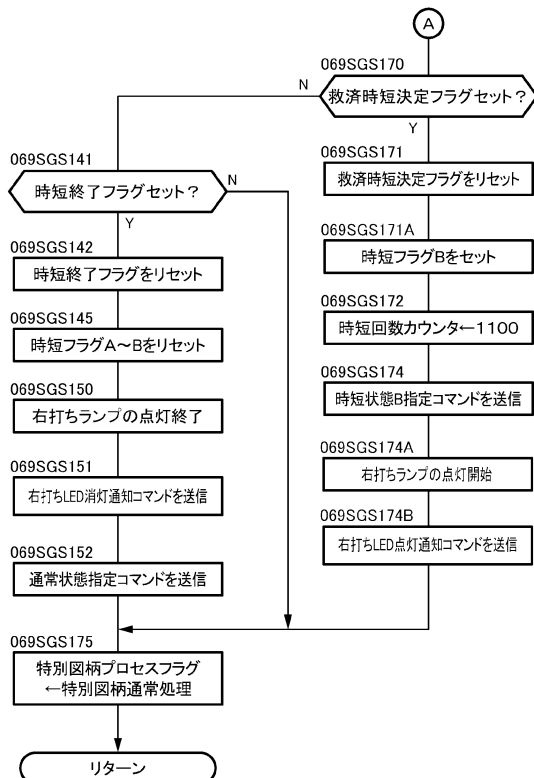 A
069SGS170
救済時短決定フラグセット？
N
Y
069SGS171
救済時短決定フラグをリセット
069SGS171A
時短フラグBをセット
069SGS172
時短回数カウンタ←1100
069SGS174
時短状態B指定コマンドを送信
069SGS174A
右打ちランプの点灯開始
069SGS174B
右打ちLED点灯通知コマンドを送信
069SGS141
時短終了フラグセット？
N
Y
069SGS142
時短終了フラグをリセット
069SGS145
時短フラグA～Bをリセット
069SGS150
右打ちランプの点灯終了
069SGS151
右打ちLED消灯通知コマンドを送信
069SGS152
通常状態指定コマンドを送信
069SGS175
特別図柄プロセスフラグ
←特別図柄通常処理
リターン